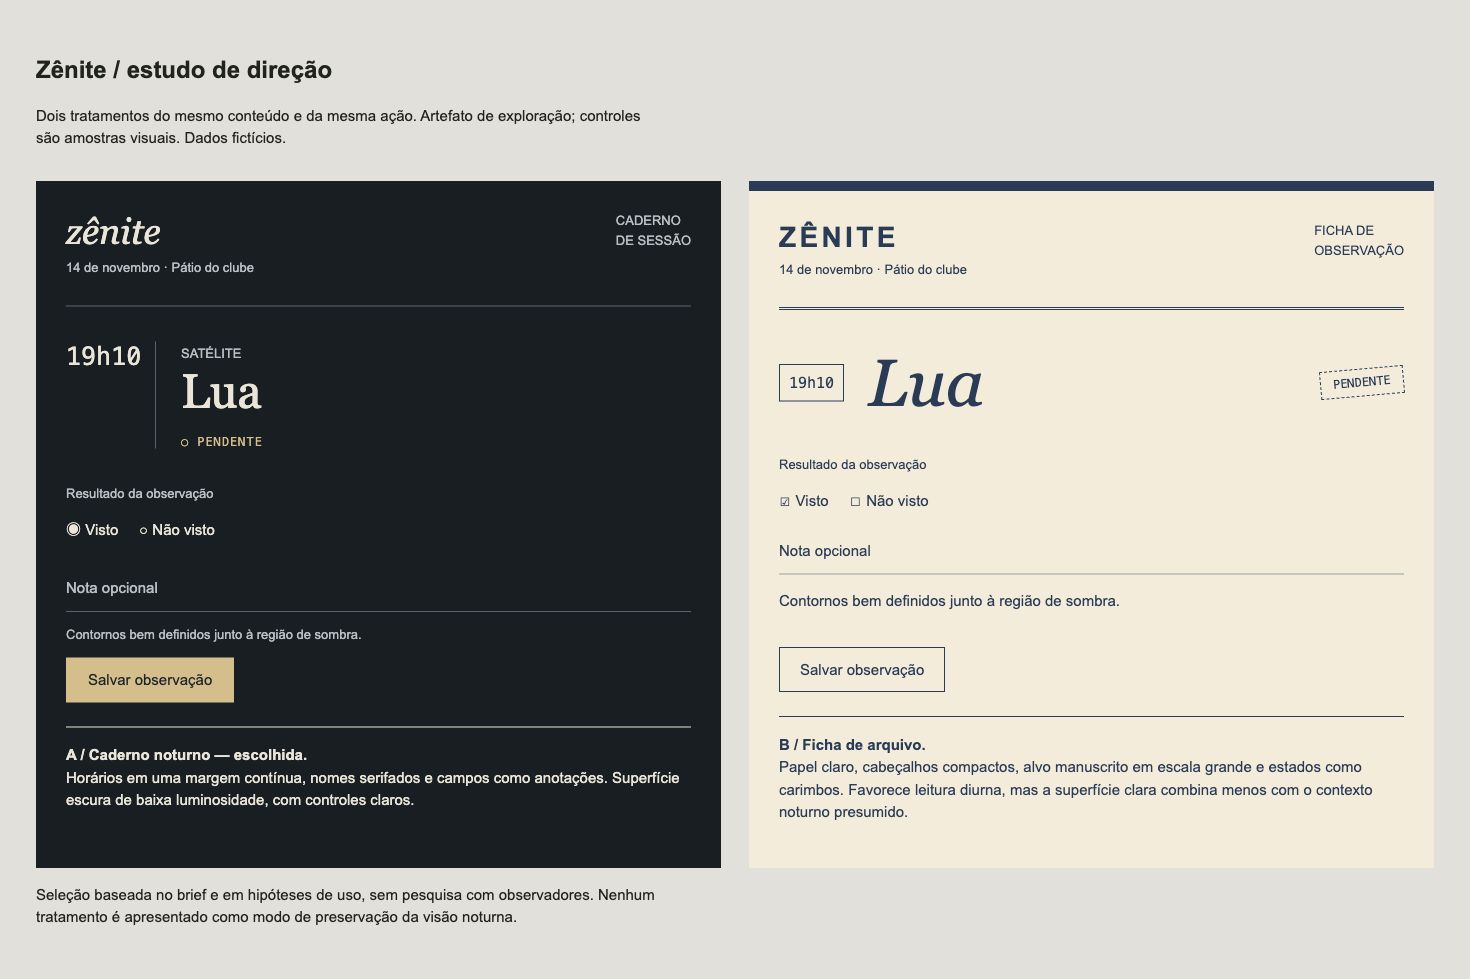 Zênite / estudo de direção
Dois tratamentos do mesmo conteúdo e da mesma ação. Artefato de exploração; controles
são amostras visuais. Dados fictícios.
zênite
14 de novembro · Pátio do clube
CADERNO
DE SESSÃO
19h10
SATÉLITE
Lua
○ PENDENTE
Resultado da observação
◉ Visto ○ Não visto
Nota opcional
Contornos bem definidos junto à região de sombra.
Salvar observação
A / Caderno noturno — escolhida.
Horários em uma margem contínua, nomes serifados e campos como anotações. Superfície
escura de baixa luminosidade, com controles claros.
ZÊNITE
14 de novembro · Pátio do clube
FICHA DE
OBSERVAÇÃO
19h10
Lua
PENDENTE
Resultado da observação
☑ Visto ☐ Não visto
Nota opcional
Contornos bem definidos junto à região de sombra.
Salvar observação
B / Ficha de arquivo.
Papel claro, cabeçalhos compactos, alvo manuscrito em escala grande e estados como
carimbos. Favorece leitura diurna, mas a superfície clara combina menos com o contexto
noturno presumido.
Seleção baseada no brief e em hipóteses de uso, sem pesquisa com observadores. Nenhum
tratamento é apresentado como modo de preservação da visão noturna.